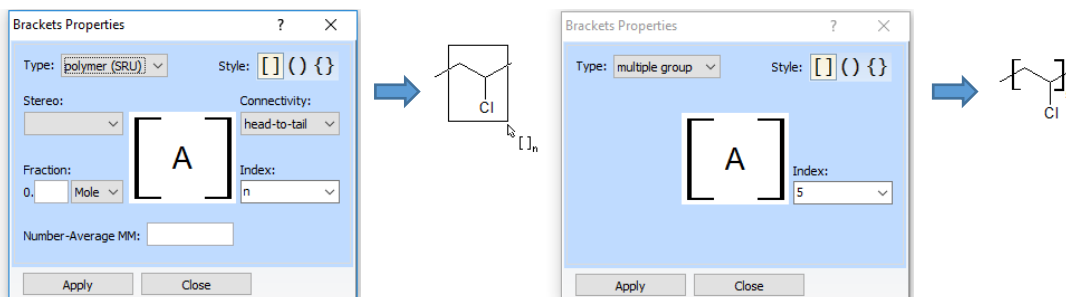 Brackets Properties ? ×
Type: polymer (SRU) Style: [] () {}
Stereo: Connectivity:
head-to-tail
A
Fraction: Index:
0. Mole n
Number-Average MM:
Apply Close
Cl
[]n
Brackets Properties ? ×
Type: multiple group Style: [] () {}
A
Index:
5
Apply Close
Cl